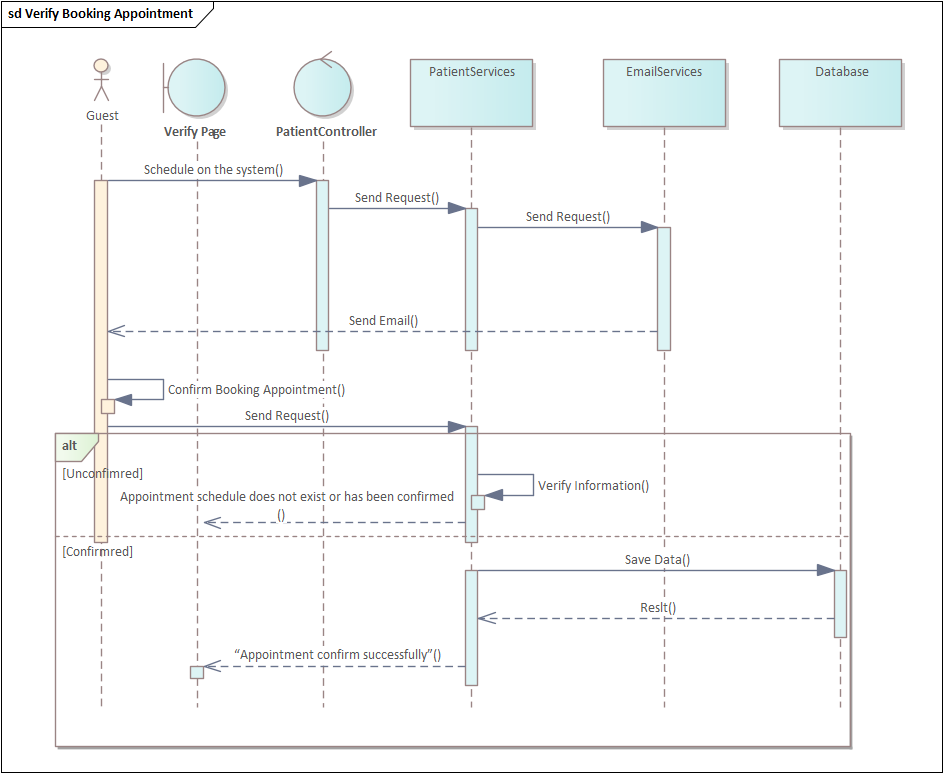 sd Verify Booking Appointment
Guest
Verify Page
PatientController
PatientServices
EmailServices
Database
Schedule on the system()
Send Request()
Send Request()
Send Email()
Confirm Booking Appointment()
Send Request()
alt
[Unconfimred]
Verify Information()
Appointment schedule does not exist or has been confirmed
()
[Confirmred]
Save Data()
Reslt()
“Appointment confirm successfully”()